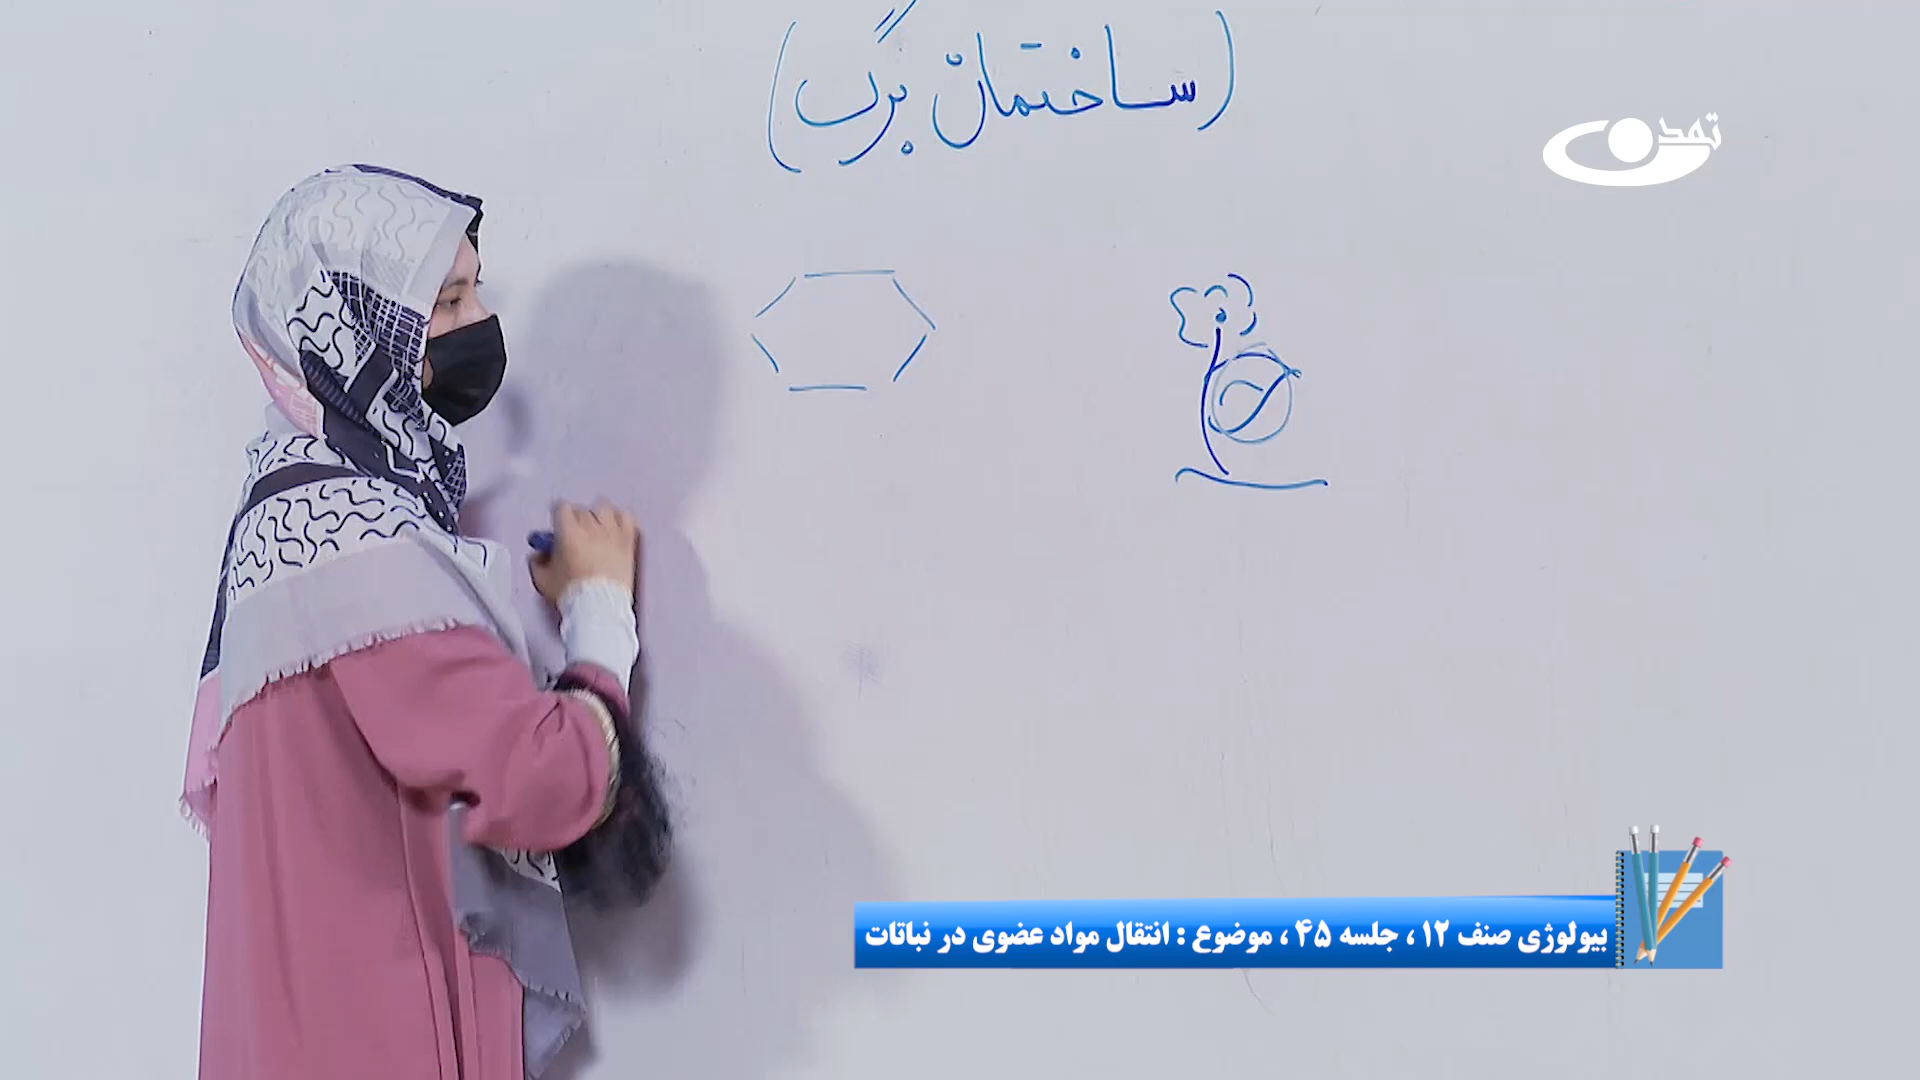 (ساختمان برگ)
تمدن
بیولوژی صنف ۱۲ ، جلسه ۴۵ ، موضوع : انتقال مواد عضوی در نباتات